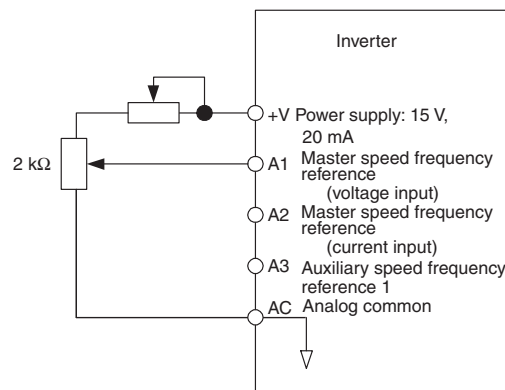 Inverter
+V Power supply: 15 V,
20 mA
2 kΩ
A1 Master speed frequency
reference
(voltage input)
A2 Master speed frequency
reference
(current input)
A3 Auxiliary speed frequency
reference 1
AC Analog common